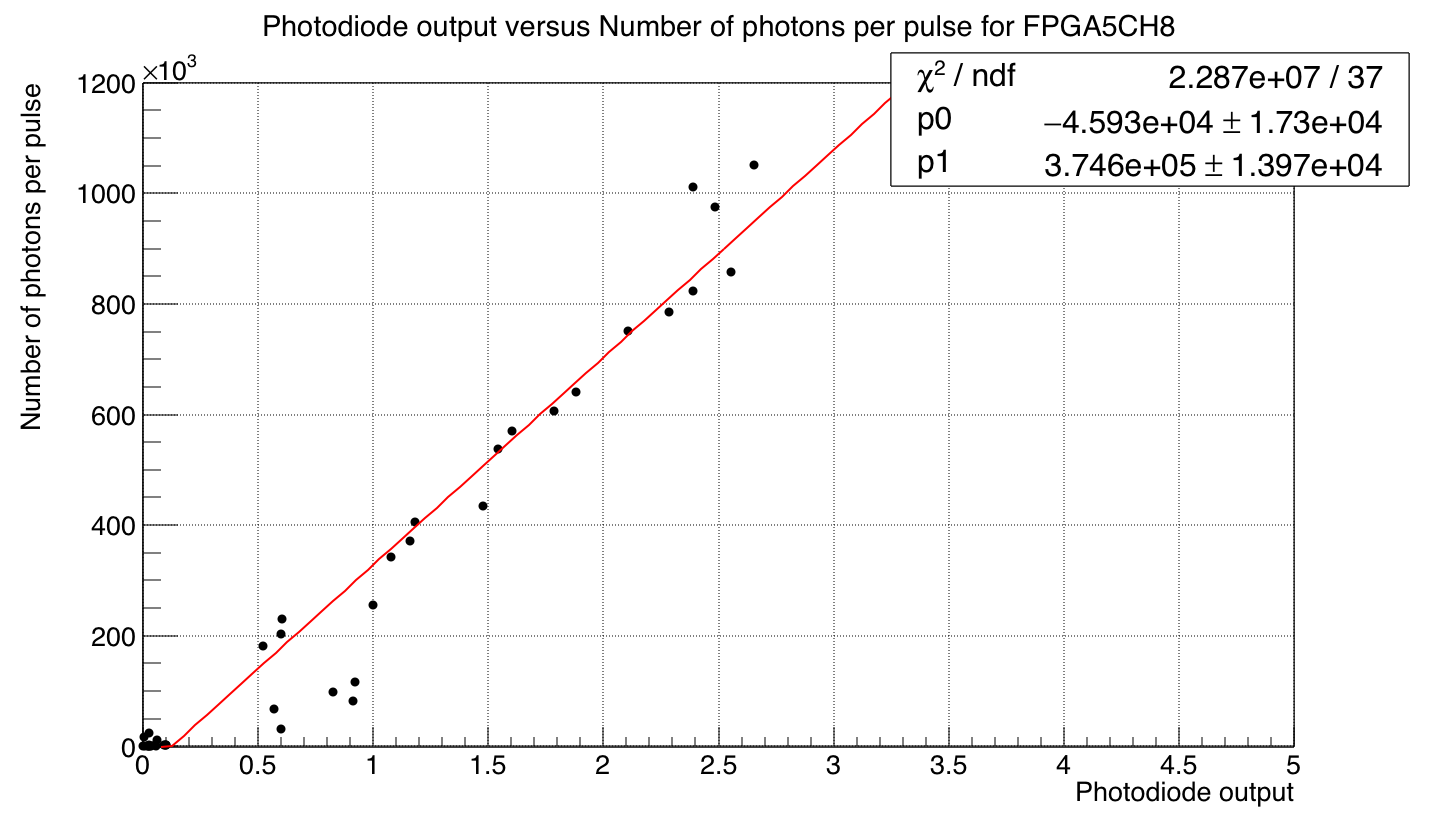 Photodiode output versus Number of photons per pulse for FPGA5CH8
×10³
χ² / ndf 2.287e+07 / 37
p0 −4.593e+04 ± 1.73e+04
p1 3.746e+05 ± 1.397e+04
Number of photons per pulse
1200
1000
800
600
400
200
0
0 0.5 1 1.5 2 2.5 3 3.5 4 4.5 5
Photodiode output